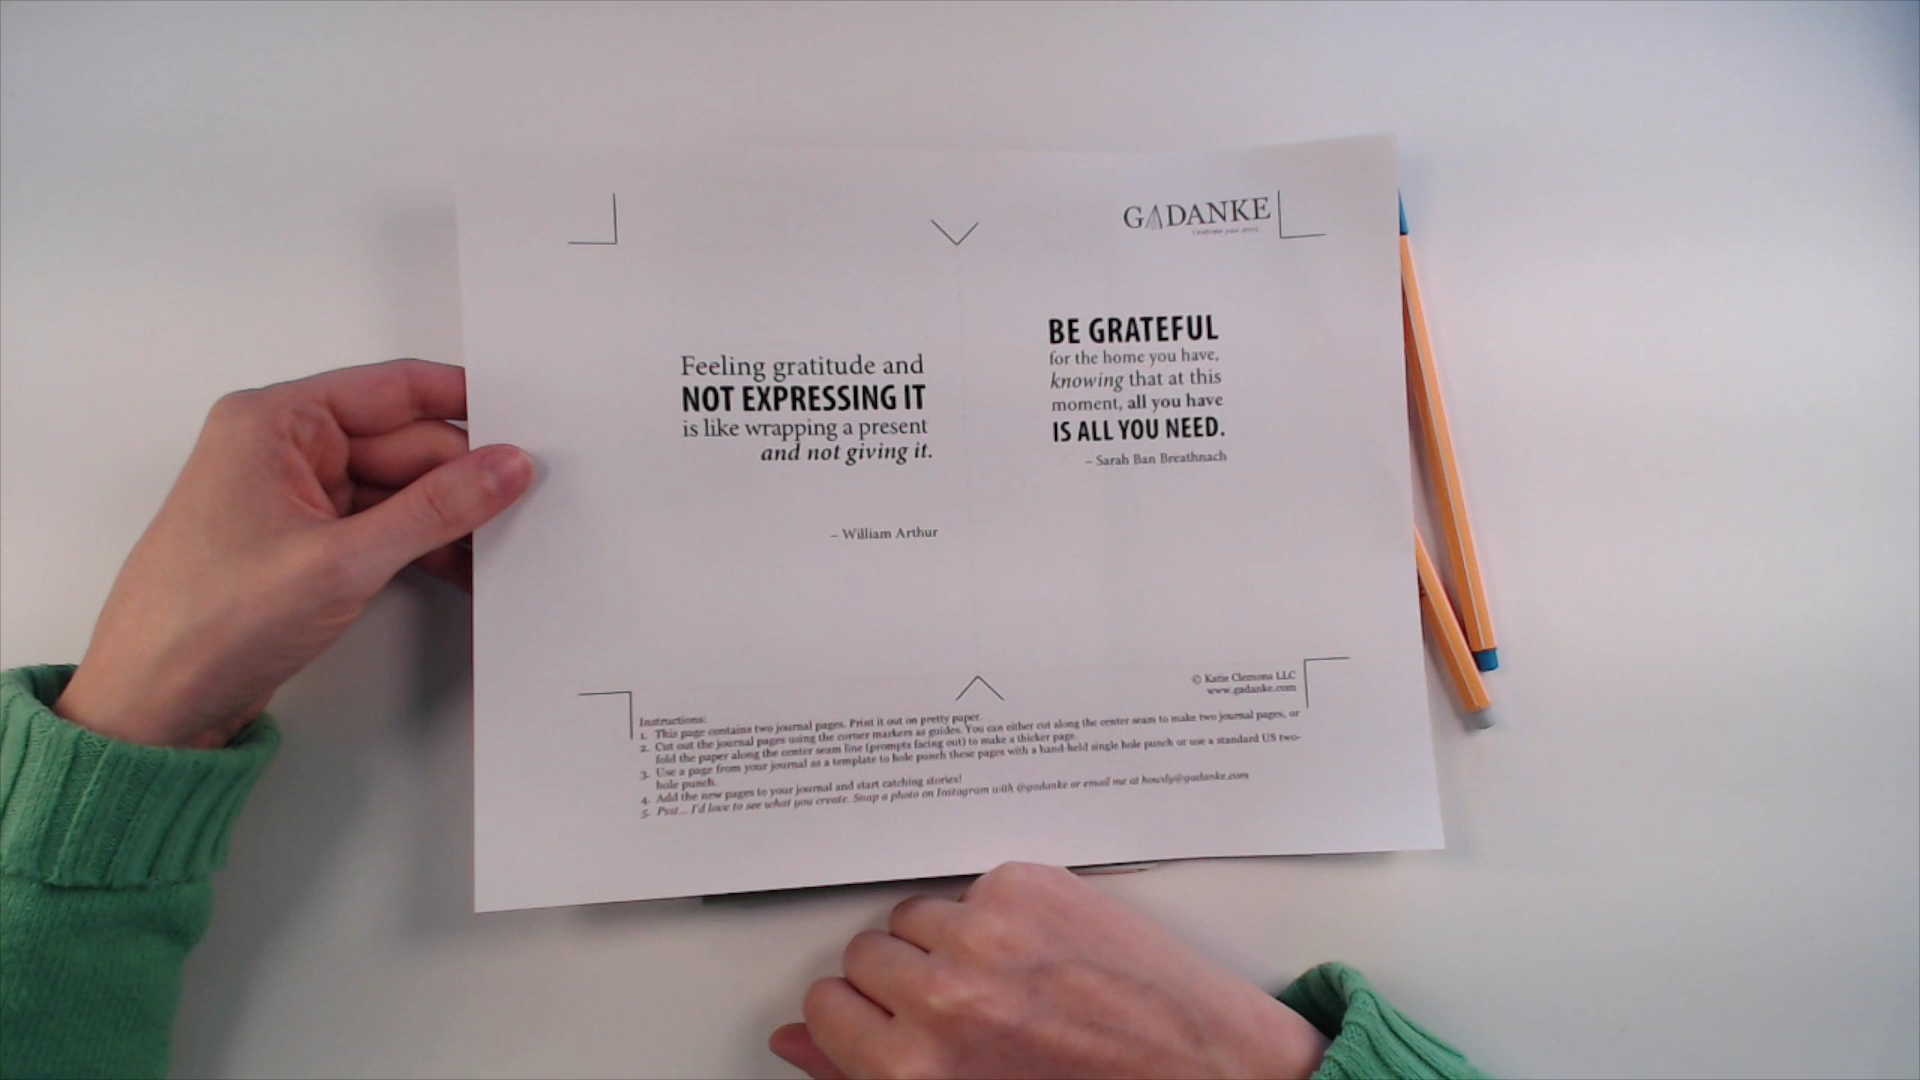 GADANKE
Celebrate your story.
Feeling gratitude and
NOT EXPRESSING IT
is like wrapping a present
and not giving it.
– William Arthur
BE GRATEFUL
for the home you have,
knowing that at this
moment, all you have
IS ALL YOU NEED.
– Sarah Ban Breathnach
© Katie Clemons LLC
www.gadanke.com
Instructions:
1. This page contains two journal pages. Print it out on pretty paper.
2. Cut out the journal pages using the corner markers as guides. You can either cut along the center seam to make two journal pages, or
fold the paper along the center seam line (prompts facing out) to make a thicker page.
3. Use a page from your journal as a template to hole punch these pages with a hand-held single hole punch or use a standard US two-
hole punch.
4. Add the new pages to your journal and start catching stories!
5. Psst... I'd love to see what you create. Snap a photo on Instagram with @gadanke or email me at howdy@gadanke.com